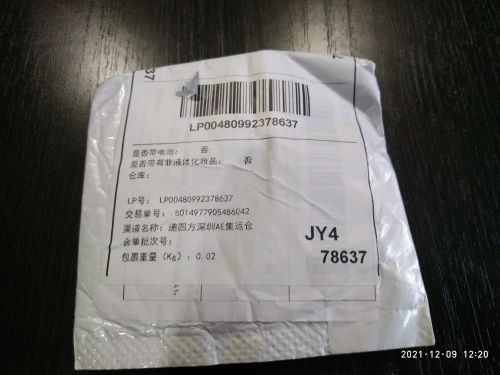 37
LP00480992378637
是否带电池： 否
是否带有非液体化妆品： 否
仓库：
LP号： LP00480992378637
交易单号： 5014977905486042
渠道名称：递四方深圳AE集运仓
合单批次号：
包裹重量（Kg）：0.02
JY4
78637
2021-12-09 12:20